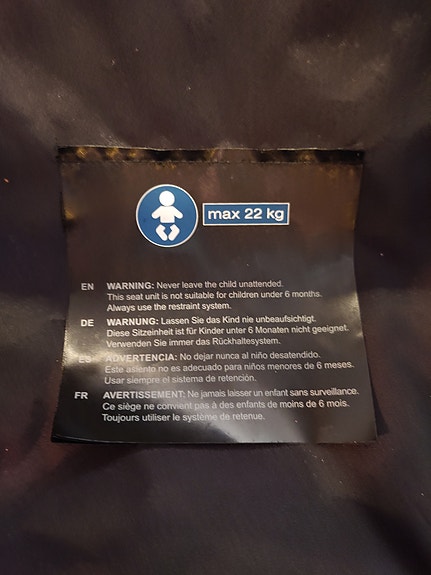 max 22 kg
EN WARNING: Never leave the child unattended.
This seat unit is not suitable for children under 6 months.
Always use the restraint system.
DE WARNUNG: Lassen Sie das Kind nie unbeaufsichtigt.
Diese Sitzeinheit ist für Kinder unter 6 Monaten nicht geeignet.
Verwenden Sie immer das Rückhaltesystem.
ES ADVERTENCIA: No dejar nunca al niño desatendido.
Este asiento no es adecuado para niños menores de 6 meses.
Usar siempre el sistema de retención.
FR AVERTISSEMENT: Ne jamais laisser un enfant sans surveillance.
Ce siège ne convient pas à des enfants de moins de 6 mois.
Toujours utiliser le système de retenue.